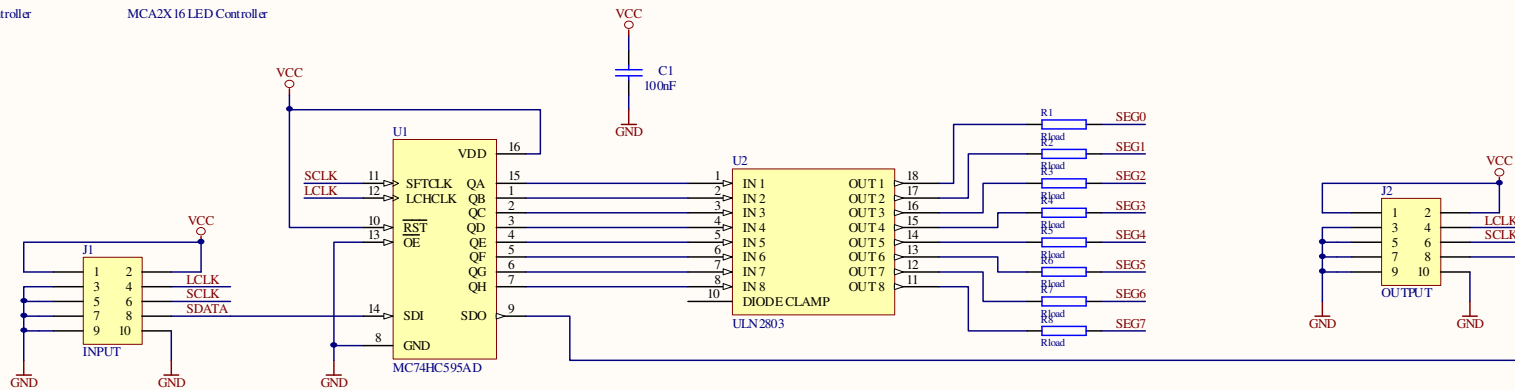 troller
MCA2X16 LED Controller
VCC
C1
100nF
GND
VCC
U1
VDD 16
SCLK 11 SFTCLK QA 15
LCLK 12 LCHCLK QB 1
QC 2
10 RST QD 3
13 OE QE 4
QF 5
QG 6
QH 7
14 SDI SDO 9
8 GND
MC74HC595AD
GND
VCC
J1
1 2
3 4 LCLK
5 6 SCLK
7 8 SDATA
9 10
INPUT
GND
GND
U2
1 IN 1 OUT 1 18
2 IN 2 OUT 2 17
3 IN 3 OUT 3 16
4 IN 4 OUT 4 15
5 IN 5 OUT 5 14
6 IN 6 OUT 6 13
7 IN 7 OUT 7 12
8 IN 8 OUT 8 11
10 DIODE CLAMP
ULN2803
R1 SEG0
Rload
R2 SEG1
Rload
R3 SEG2
Rload
R4 SEG3
Rload
R5 SEG4
Rload
R6 SEG5
Rload
R7 SEG6
Rload
R8 SEG7
Rload
VCC
J2
1 2
3 4 LCLK
5 6 SCLK
7 8
9 10
OUTPUT
GND
GND